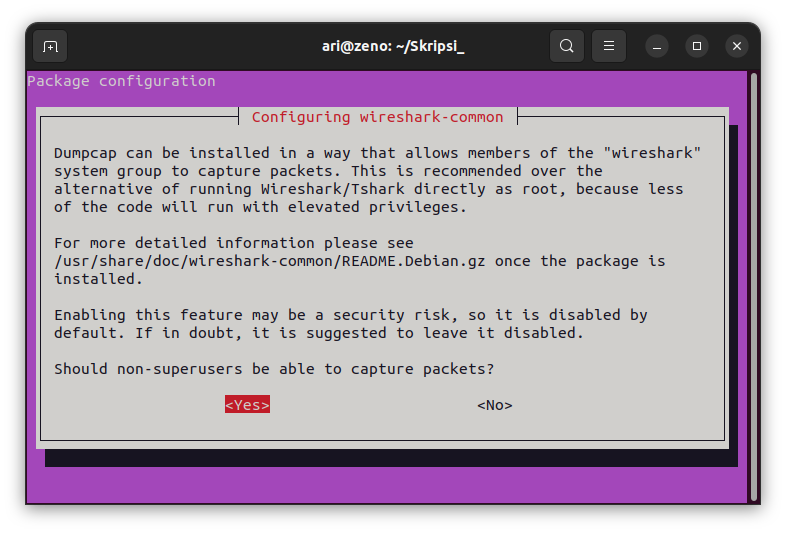 ari@zeno: ~/Skripsi_
Package configuration
Configuring wireshark-common
Dumpcap can be installed in a way that allows members of the "wireshark"
system group to capture packets. This is recommended over the
alternative of running Wireshark/Tshark directly as root, because less
of the code will run with elevated privileges.
For more detailed information please see
/usr/share/doc/wireshark-common/README.Debian.gz once the package is
installed.
Enabling this feature may be a security risk, so it is disabled by
default. If in doubt, it is suggested to leave it disabled.
Should non-superusers be able to capture packets?
<Yes> <No>